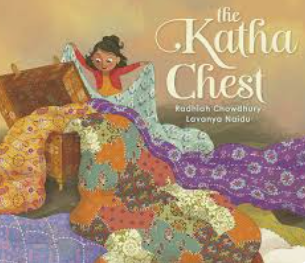 the
Katha
Chest
Radhiah Chowdhury
Lavanya Naidu